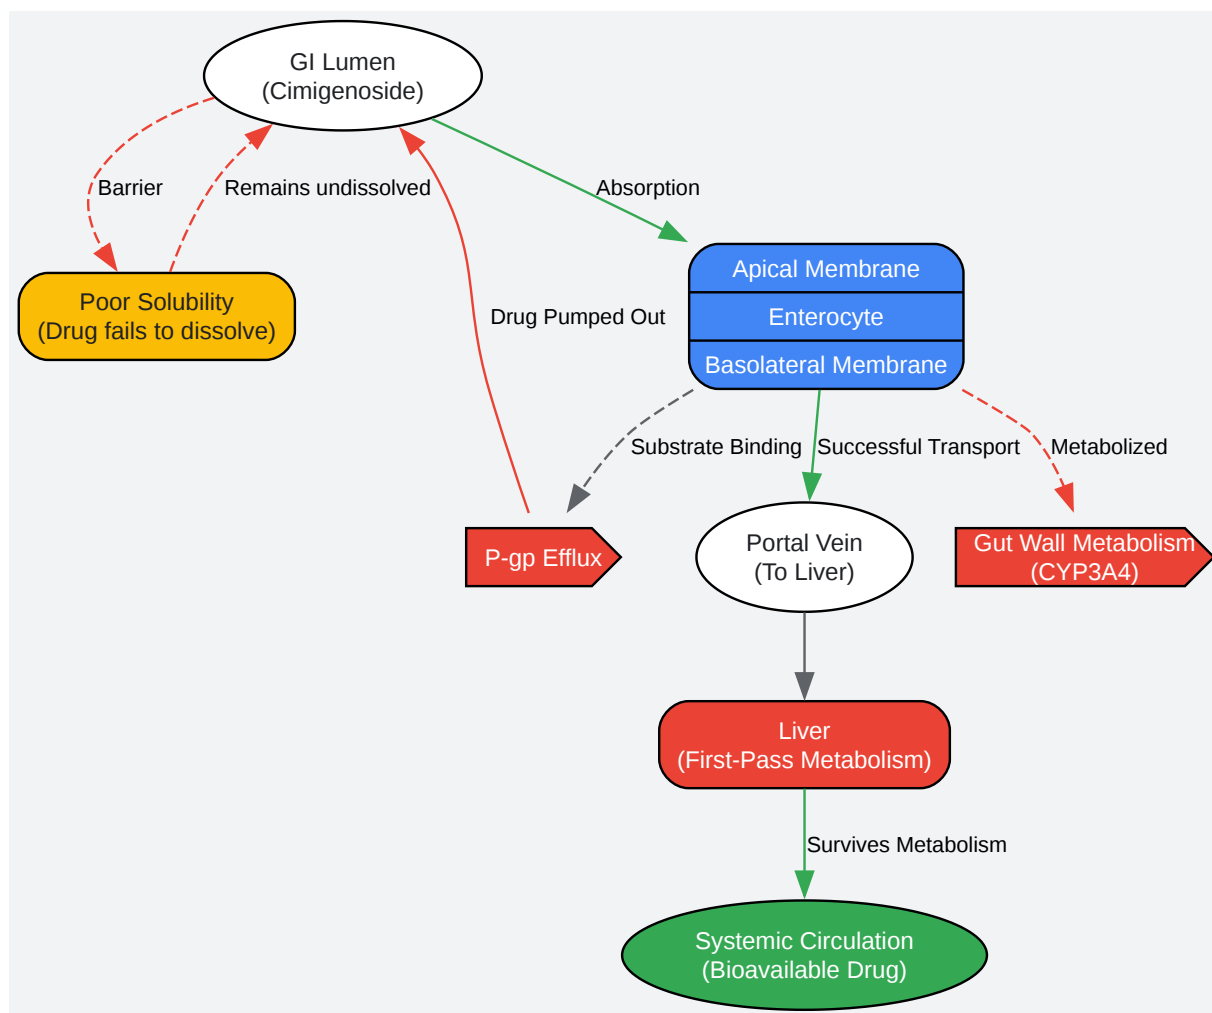 GI Lumen
(Cimigenoside)
Barrier
Remains undissolved
Absorption
Poor Solubility
(Drug fails to dissolve)
Apical Membrane
Enterocyte
Basolateral Membrane
Drug Pumped Out
Substrate Binding
Successful Transport
Metabolized
P-gp Efflux
Portal Vein
(To Liver)
Gut Wall Metabolism
(CYP3A4)
Liver
(First-Pass Metabolism)
Survives Metabolism
Systemic Circulation
(Bioavailable Drug)